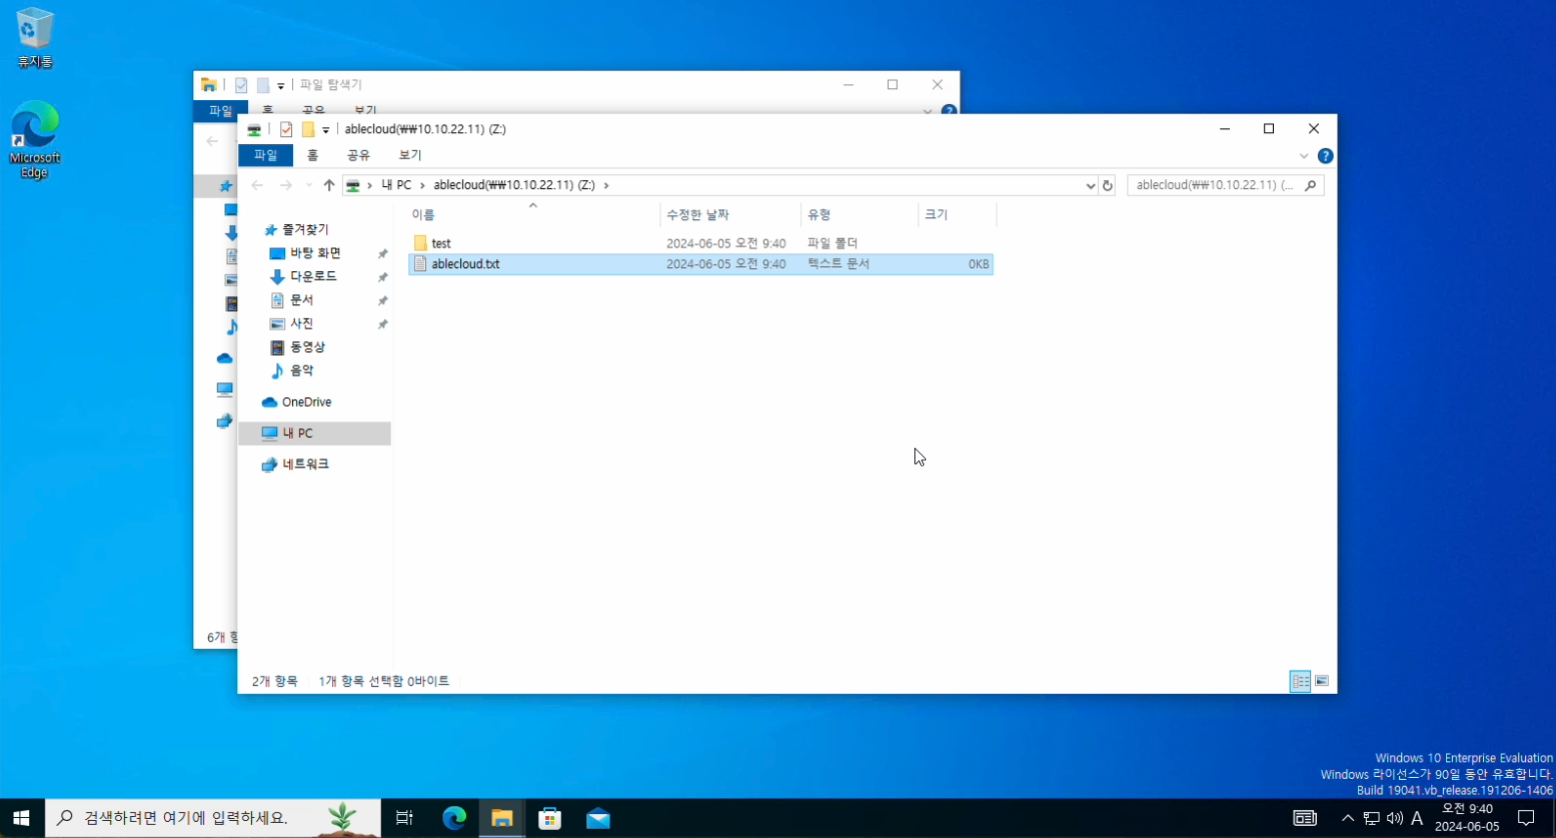 휴지통
Microsoft
Edge
파일 탐색기
파일
홈
공유
보기
6개 항
ablecloud(₩₩10.10.22.11) (Z:)
파일
홈
공유
보기
내 PC
ablecloud(₩₩10.10.22.11) (Z:)
ablecloud(₩₩10.10.22.11) (...
이름
수정한 날짜
유형
크기
test
2024-06-05 오전 9:40
파일 폴더
ablecloud.txt
2024-06-05 오전 9:40
텍스트 문서
0KB
즐겨찾기
바탕 화면
다운로드
문서
사진
동영상
음악
OneDrive
내 PC
네트워크
2개 항목
1개 항목 선택함 0바이트
Windows 10 Enterprise Evaluation
Windows 라이선스가 90일 동안 유효합니다.
Build 19041.vb_release.191206-1406
검색하려면 여기에 입력하세요.
A
오전 9:40
2024-06-05